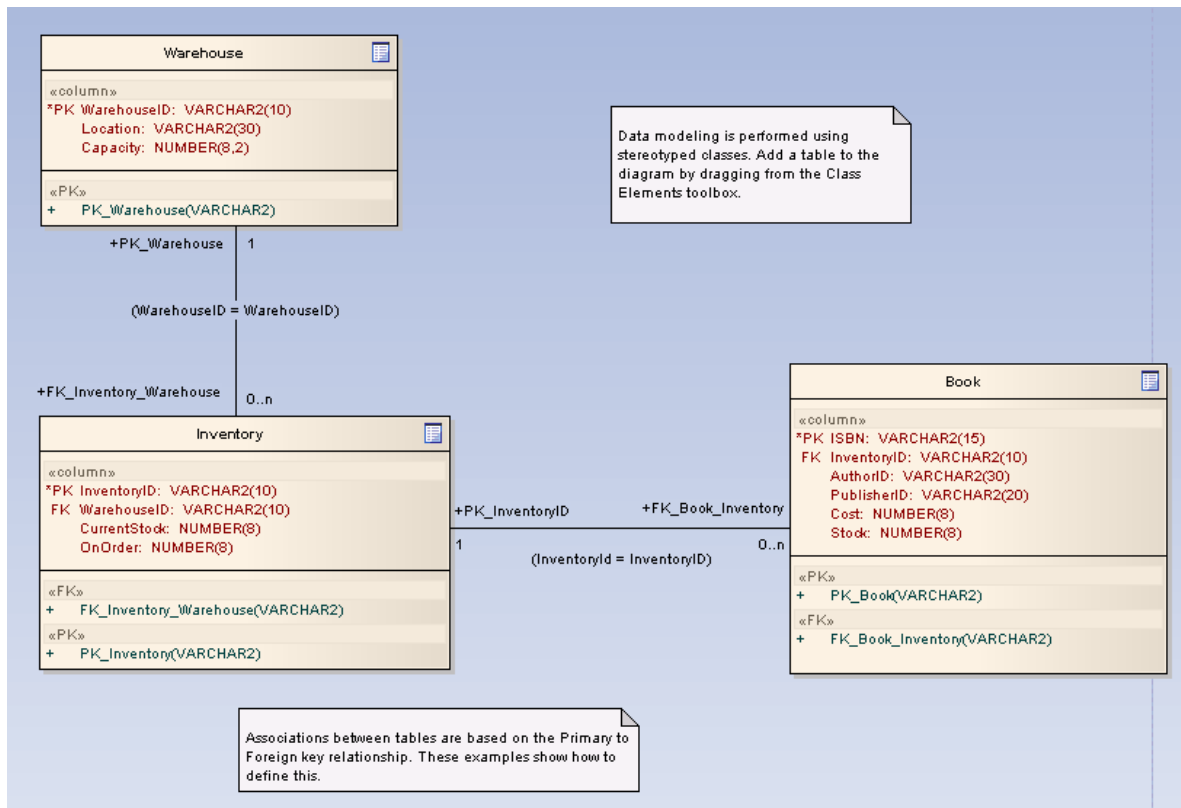 Warehouse
«column»
*PK WarehouseID: VARCHAR2(10)
Location: VARCHAR2(30)
Capacity: NUMBER(8,2)
«PK»
+ PK_Warehouse(VARCHAR2)
Data modeling is performed using
stereotyped classes. Add a table to the
diagram by dragging from the Class
Elements toolbox.
+PK_Warehouse 1
(WarehouseID = WarehouseID)
+FK_Inventory_Warehouse
0..n
Inventory
«column»
*PK InventoryID: VARCHAR2(10)
FK WarehouseID: VARCHAR2(10)
CurrentStock: NUMBER(8)
OnOrder: NUMBER(8)
«FK»
+ FK_Inventory_Warehouse(VARCHAR2)
«PK»
+ PK_Inventory(VARCHAR2)
+PK_InventoryID +FK_Book_Inventory
1 0..n
(InventoryId = InventoryID)
Book
«column»
*PK ISBN: VARCHAR2(15)
FK InventoryID: VARCHAR2(10)
AuthorID: VARCHAR2(30)
PublisherID: VARCHAR2(20)
Cost: NUMBER(8)
Stock: NUMBER(8)
«PK»
+ PK_Book(VARCHAR2)
«FK»
+ FK_Book_Inventory(VARCHAR2)
Associations between tables are based on the Primary to
Foreign key relationship. These examples show how to
define this.